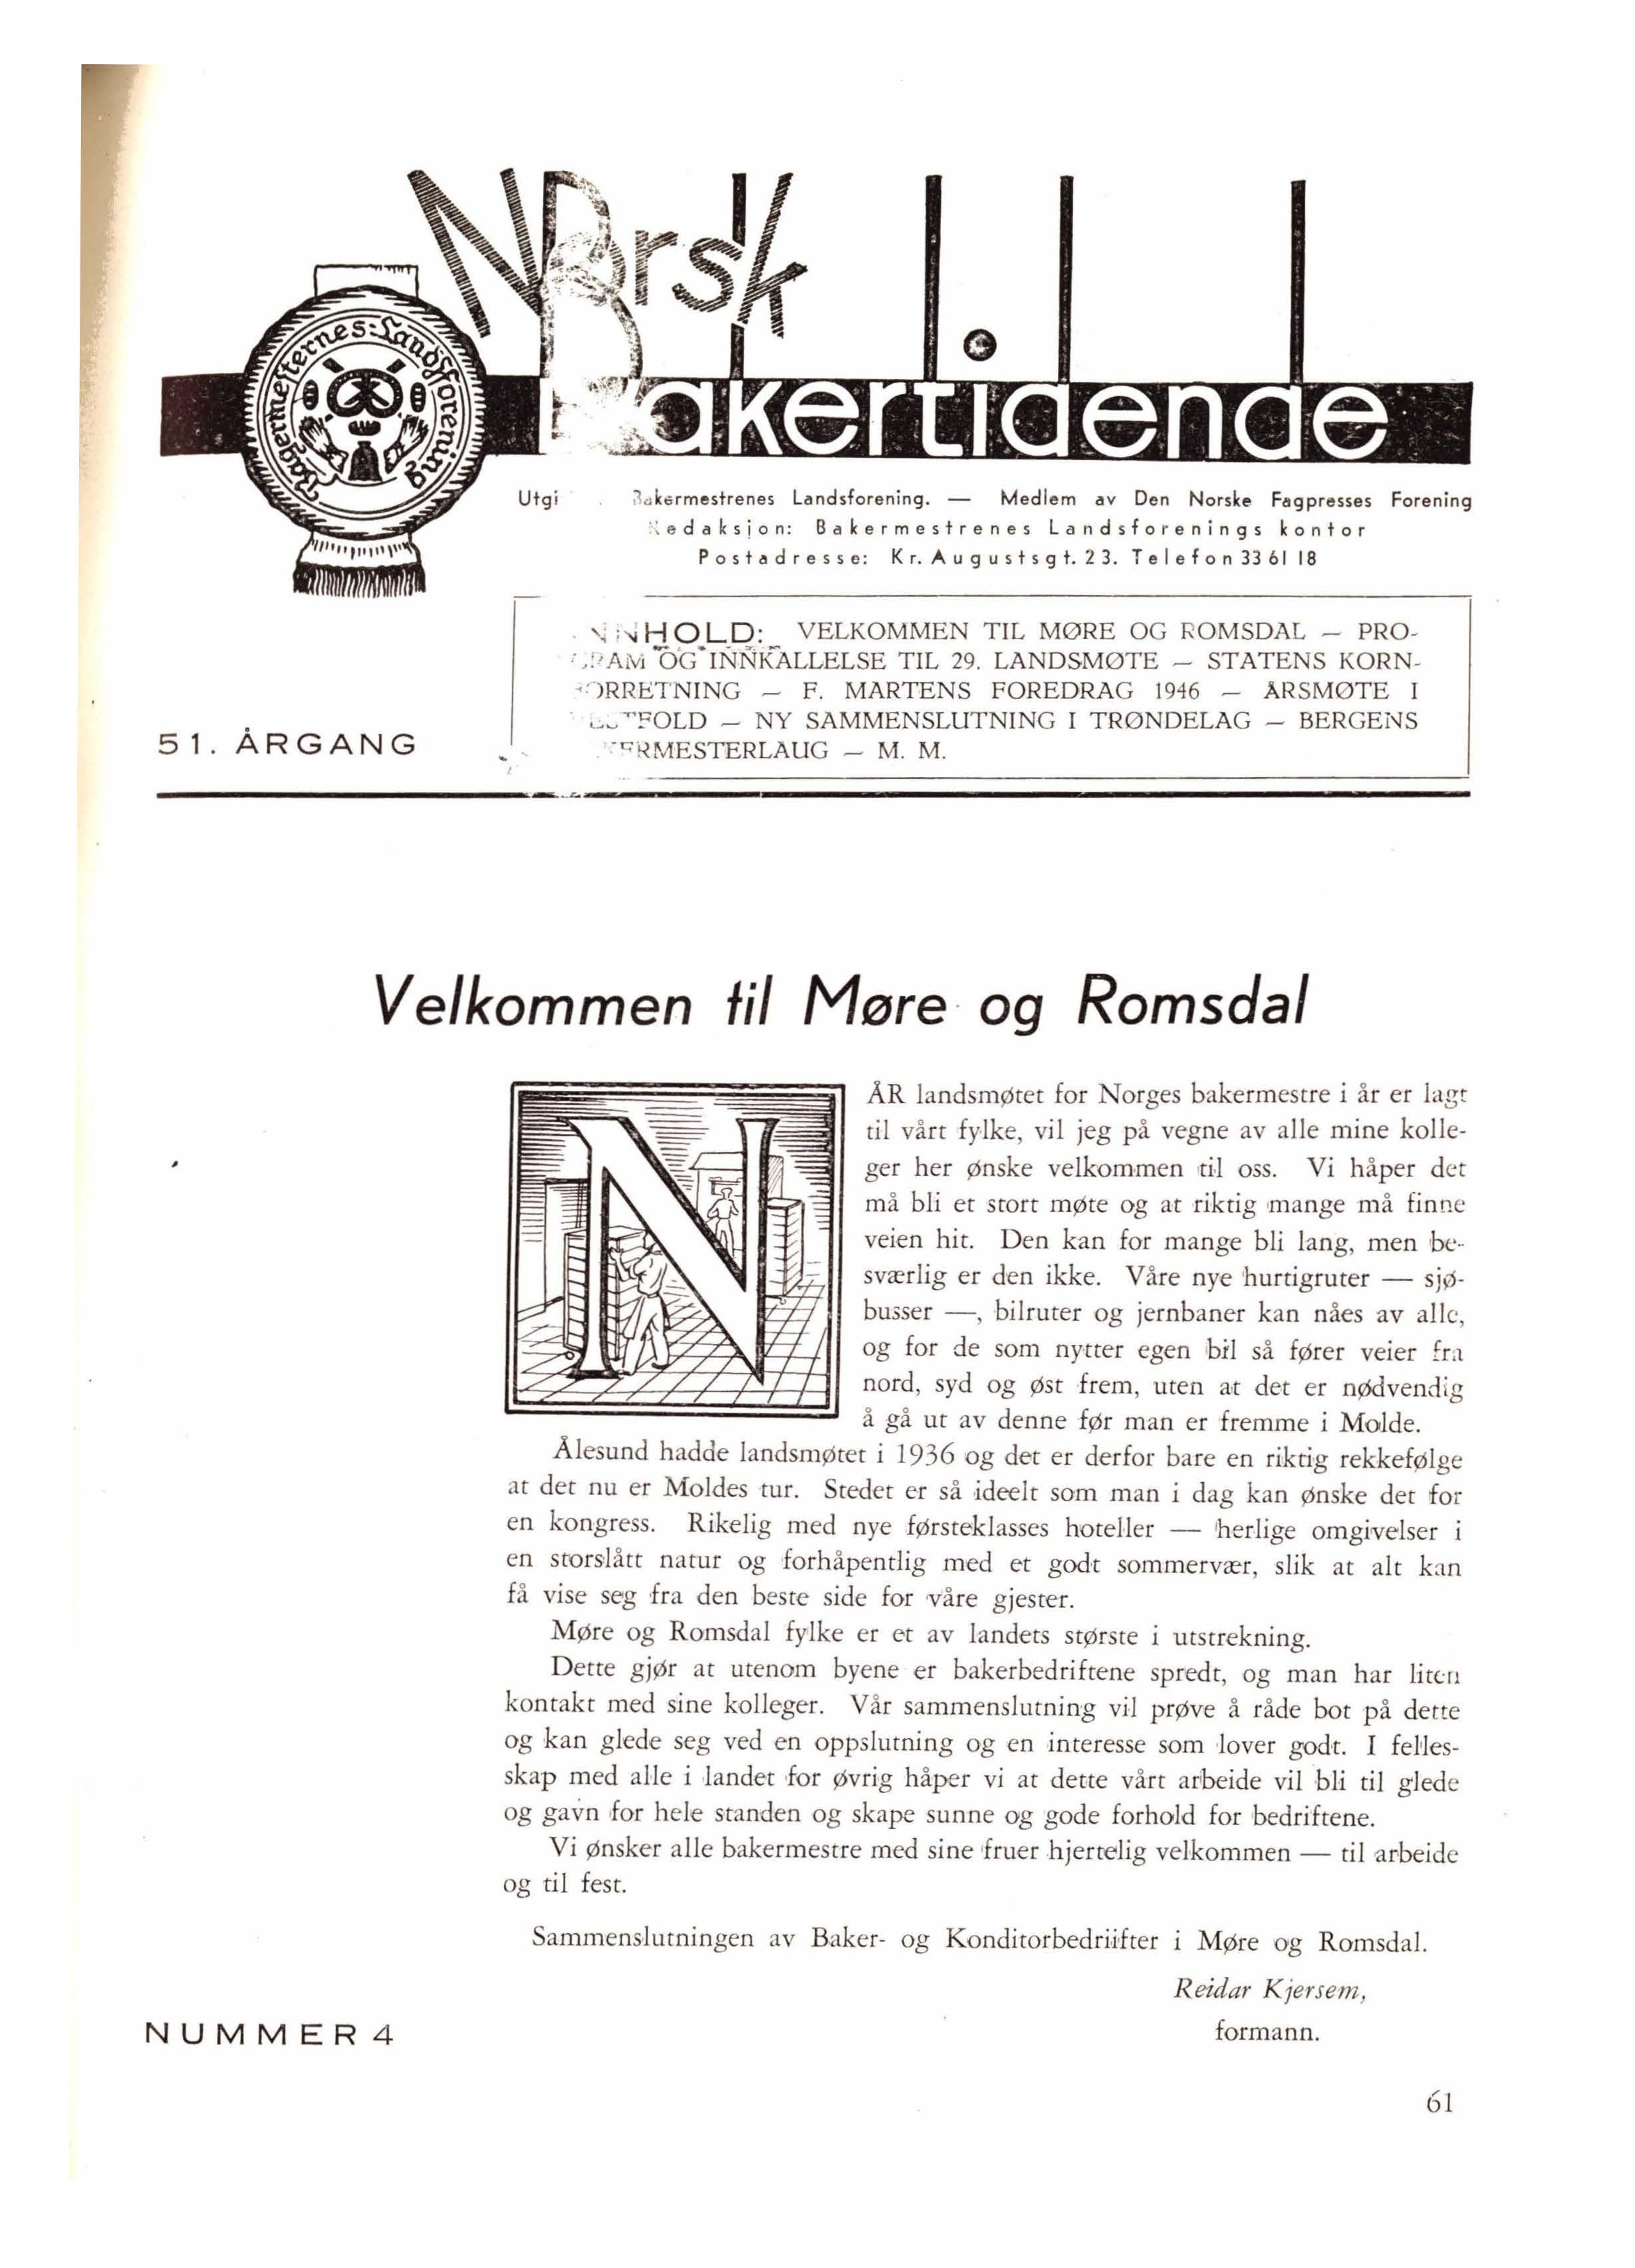 Norsk
Bakertidende
Bagermesternes Landsforening
Utgi Bakermestrenes Landsforening. — Medlem av Den Norske Fagpresses Forening
Redaksjon: Bakermestrenes Landsforenings kontor
Postadresse: Kr. Augustsgt. 23. Telefon 33 61 18
INNHOLD: VELKOMMEN TIL MØRE OG ROMSDAL — PRO-
GRAM OG INNKALLELSE TIL 29. LANDSMØTE — STATENS KORN-
FORRETNING — F. MARTENS FOREDRAG 1946 — ÅRSMØTE I
VESTFOLD — NY SAMMENSLUTNING I TRØNDELAG — BERGENS
KERMESTERLAUG — M. M.
51. ÅRGANG
Velkommen til Møre og Romsdal
NÅR landsmøtet for Norges bakermestre i år er lagt
til vårt fylke, vil jeg på vegne av alle mine kolle-
ger her ønske velkommen til oss. Vi håper det
må bli et stort møte og at riktig mange må finne
veien hit. Den kan for mange bli lang, men be-
sværlig er den ikke. Våre nye hurtigruter — sjø-
busser —, bilruter og jernbaner kan nåes av alle,
og for de som nytter egen bil så fører veier fra
nord, syd og øst frem, uten at det er nødvendig
å gå ut av denne før man er fremme i Molde.
Ålesund hadde landsmøtet i 1936 og det er derfor bare en riktig rekkefølge
at det nu er Moldes tur. Stedet er så ideelt som man i dag kan ønske det for
en kongress. Rikelig med nye førsteklasses hoteller — herlige omgivelser i
en storslått natur og forhåpentlig med et godt sommervær, slik at alt kan
få vise seg fra den beste side for våre gjester.
Møre og Romsdal fylke er et av landets største i utstrekning.
Dette gjør at utenom byene er bakerbedriftene spredt, og man har liten
kontakt med sine kolleger. Vår sammenslutning vil prøve å råde bot på dette
og kan glede seg ved en oppslutning og en interesse som lover godt. I felles-
skap med alle i landet for øvrig håper vi at dette vårt arbeide vil bli til glede
og gavn for hele standen og skape sunne og gode forhold for bedriftene.
Vi ønsker alle bakermestre med sine fruer hjertelig velkommen — til arbeide
og til fest.
Sammenslutningen av Baker- og Konditorbedriifter i Møre og Romsdal.
Reidar Kjersem,
formann.
NUMMER 4
61